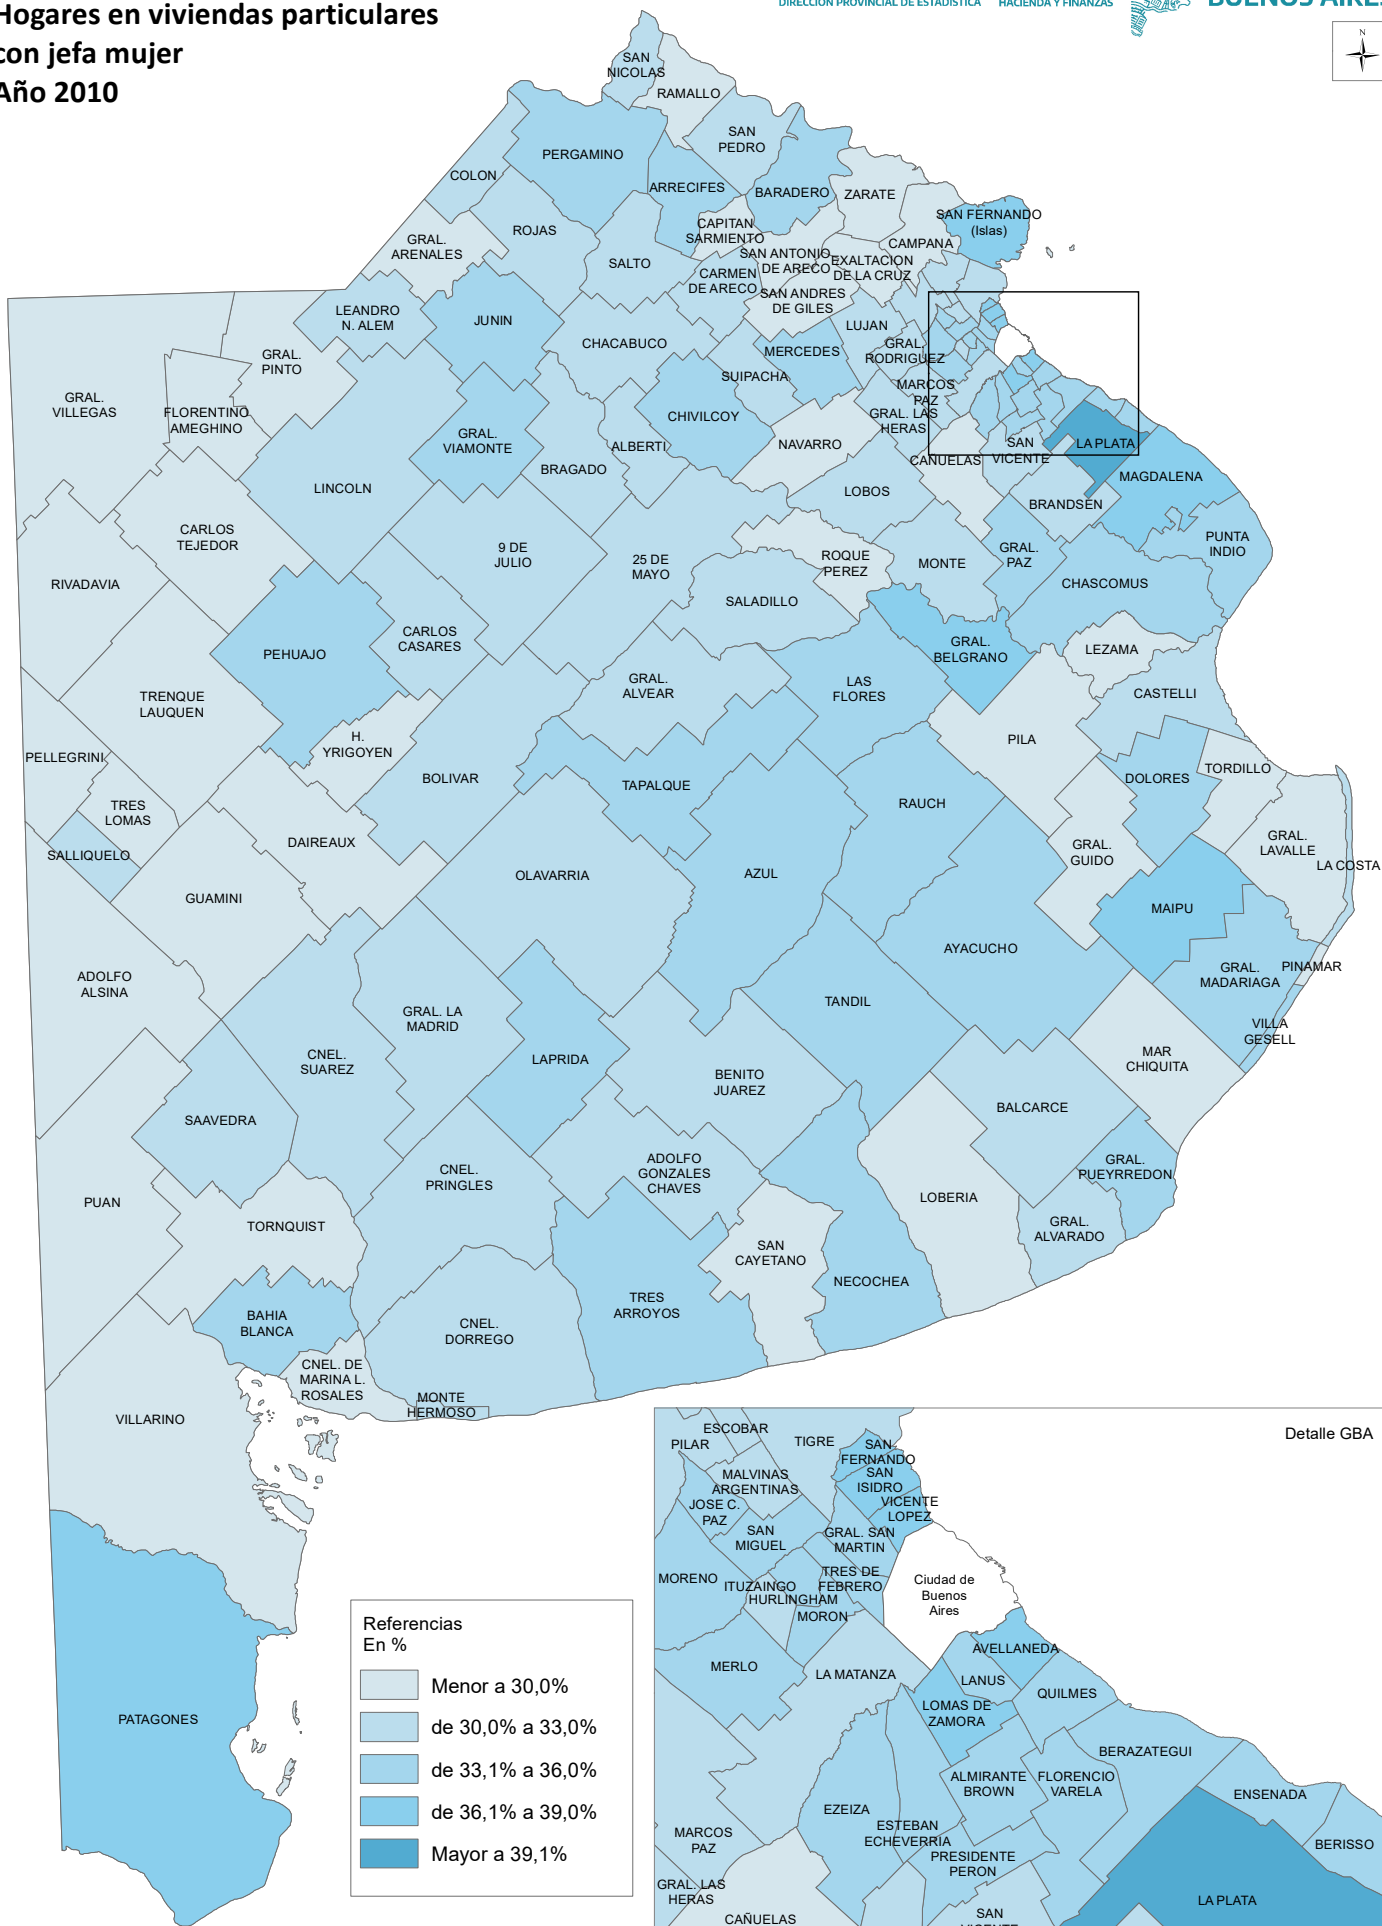 Hogares en viviendas particulares
con jefa mujer
Año 2010
DIRECCIÓN PROVINCIAL DE ESTADÍSTICA
HACIENDA Y FINANZAS
BUENOS AIRES
N
SAN
NICOLAS
RAMALLO
SAN
PEDRO
PERGAMINO
COLON
ARRECIFES
BARADERO
ZARATE
SAN FERNANDO
(Islas)
CAPITAN
SARMIENTO
ROJAS
GRAL.
ARENALES
CAMPANA
SAN ANTONIO
DE ARECO
EXALTACION
DE LA CRUZ
SALTO
CARMEN
DE ARECO
SAN ANDRES
DE GILES
LEANDRO
N. ALEM
JUNIN
LUJAN
CHACABUCO
MERCEDES
GRAL.
RODRIGUEZ
GRAL.
PINTO
SUIPACHA
MARCOS
PAZ
GRAL.
VILLEGAS
FLORENTINO
AMEGHINO
CHIVILCOY
GRAL. LAS
HERAS
GRAL.
VIAMONTE
ALBERTI
NAVARRO
SAN
VICENTE
LA PLATA
CAÑUELAS
BRAGADO
MAGDALENA
LINCOLN
LOBOS
BRANDSEN
CARLOS
TEJEDOR
9 DE
JULIO
25 DE
MAYO
ROQUE
PEREZ
MONTE
GRAL.
PAZ
PUNTA
INDIO
RIVADAVIA
CHASCOMUS
SALADILLO
CARLOS
CASARES
PEHUAJO
GRAL.
BELGRANO
LEZAMA
GRAL.
ALVEAR
LAS
FLORES
CASTELLI
TRENQUE
LAUQUEN
H.
YRIGOYEN
PILA
PELLEGRINI
BOLIVAR
TAPALQUE
DOLORES
TORDILLO
TRES
LOMAS
RAUCH
DAIREAUX
GRAL.
GUIDO
GRAL.
LAVALLE
SALLIQUELO
LA COSTA
OLAVARRIA
AZUL
GUAMINI
MAIPU
AYACUCHO
ADOLFO
ALSINA
GRAL.
MADARIAGA
PINAMAR
TANDIL
GRAL. LA
MADRID
VILLA
GESELL
CNEL.
SUAREZ
LAPRIDA
MAR
CHIQUITA
BENITO
JUAREZ
BALCARCE
SAAVEDRA
ADOLFO
GONZALES
CHAVES
GRAL.
PUEYRREDON
CNEL.
PRINGLES
PUAN
LOBERIA
TORNQUIST
GRAL.
ALVARADO
SAN
CAYETANO
NECOCHEA
TRES
ARROYOS
BAHIA
BLANCA
CNEL.
DORREGO
CNEL. DE
MARINA L.
ROSALES
MONTE
HERMOSO
VILLARINO
PATAGONES
Referencias
En %
Menor a 30,0%
de 30,0% a 33,0%
de 33,1% a 36,0%
de 36,1% a 39,0%
Mayor a 39,1%
Detalle GBA
ESCOBAR
PILAR
TIGRE
SAN
FERNANDO
SAN
ISIDRO
MALVINAS
ARGENTINAS
VICENTE
LOPEZ
JOSE C.
PAZ
SAN
MIGUEL
GRAL. SAN
MARTIN
TRES DE
FEBRERO
MORENO
ITUZAINGO
HURLINGHAM
MORON
Ciudad de
Buenos
Aires
AVELLANEDA
MERLO
LA MATANZA
LANUS
QUILMES
LOMAS DE
ZAMORA
BERAZATEGUI
ALMIRANTE
BROWN
FLORENCIO
VARELA
ENSENADA
EZEIZA
ESTEBAN
ECHEVERRIA
MARCOS
PAZ
BERISSO
PRESIDENTE
PERON
GRAL. LAS
HERAS
LA PLATA
CAÑUELAS
SAN
VICENTE